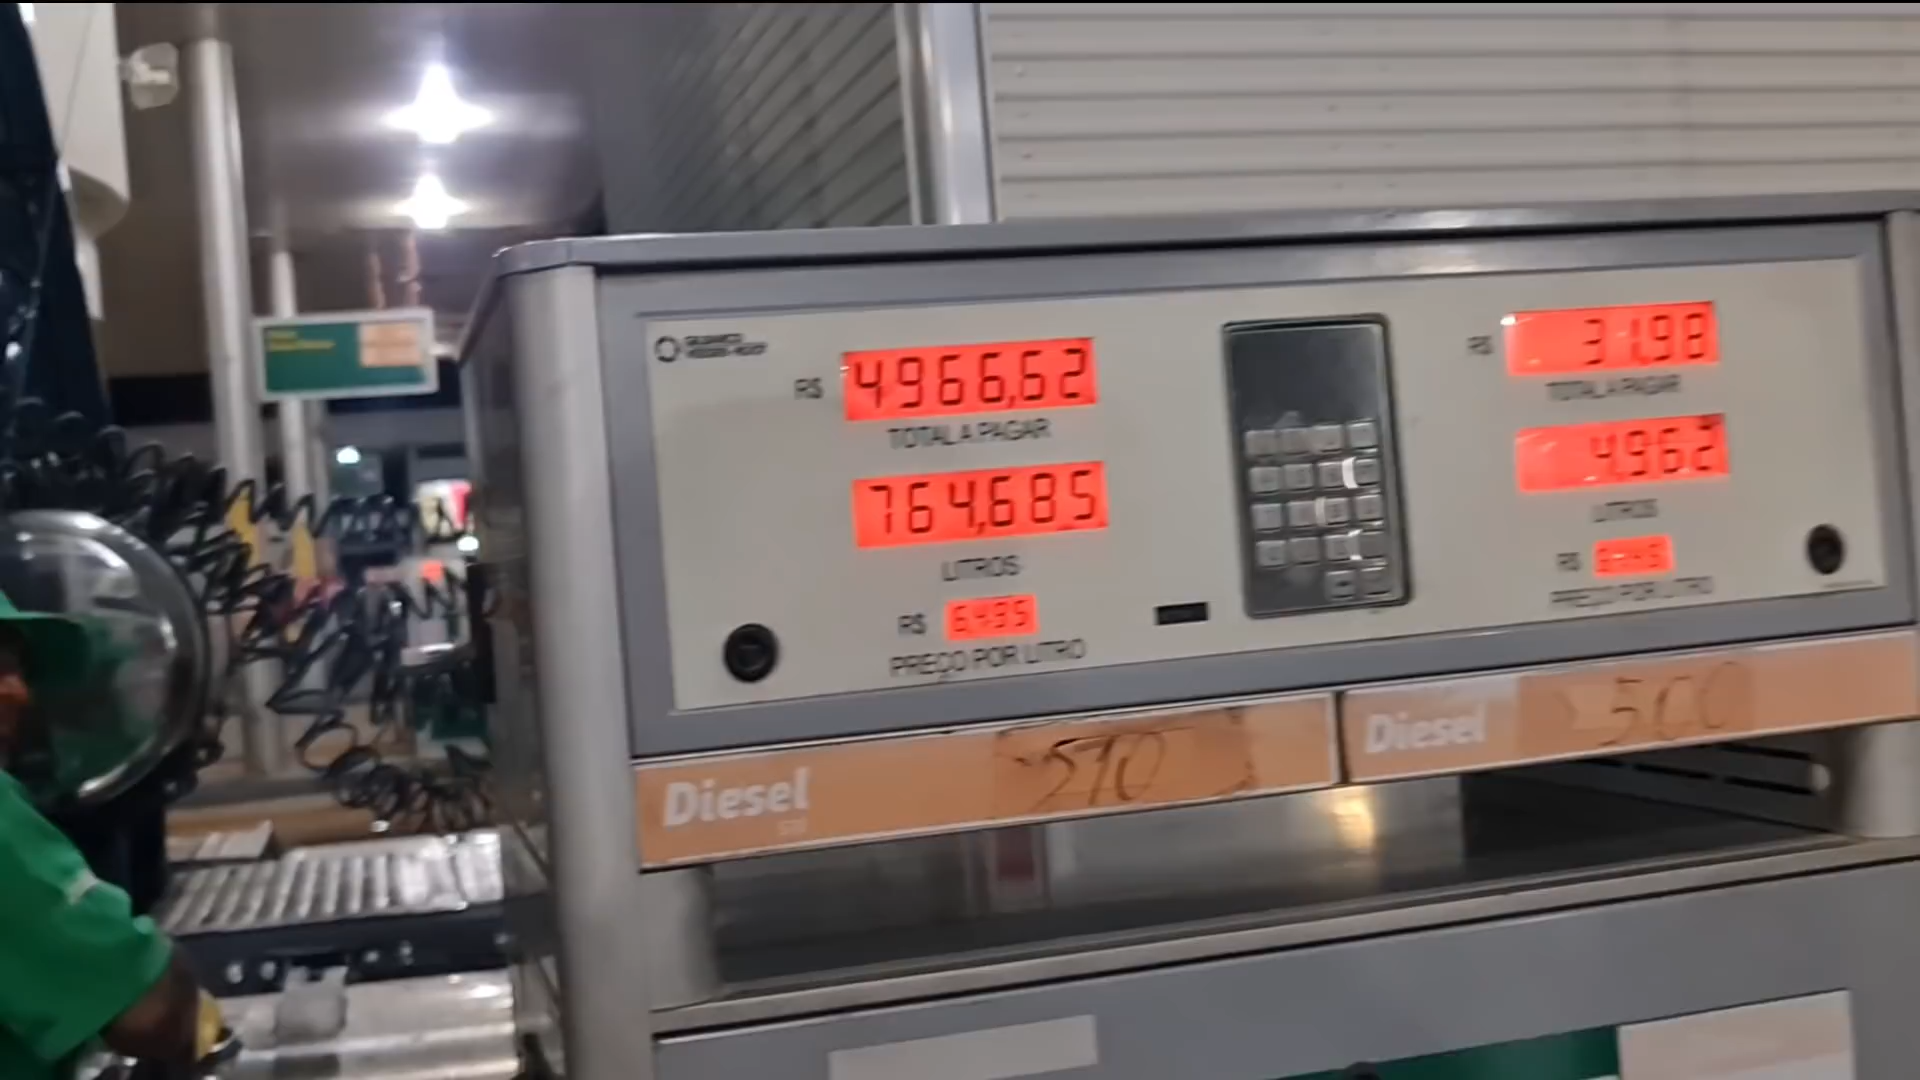 R$ 4966,62
TOTAL A PAGAR
764,685
LITROS
R$ 6,495
PREÇO POR LITRO
R$ 31,98
TOTAL A PAGAR
4,962
LITROS
R$
PREÇO POR LITRO
Diesel
S10
Diesel